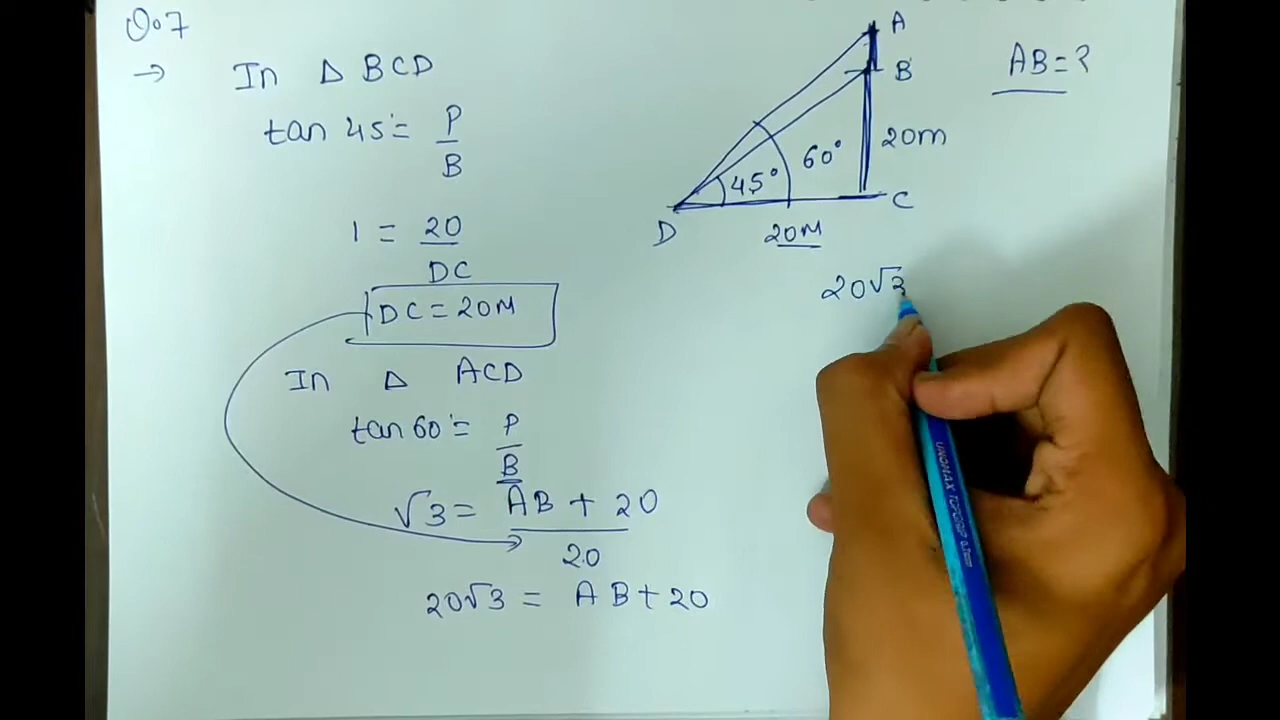 Q.7
→ In Δ BCD
tan 45° = P
B
1 = 20
DC
DC = 20M
In Δ ACD
tan 60° = P
B
√3 = AB + 20
20
20√3 = AB + 20
A
B
AB = ?
20m
60°
45°
C
D
20M
20√3
UNOMAX